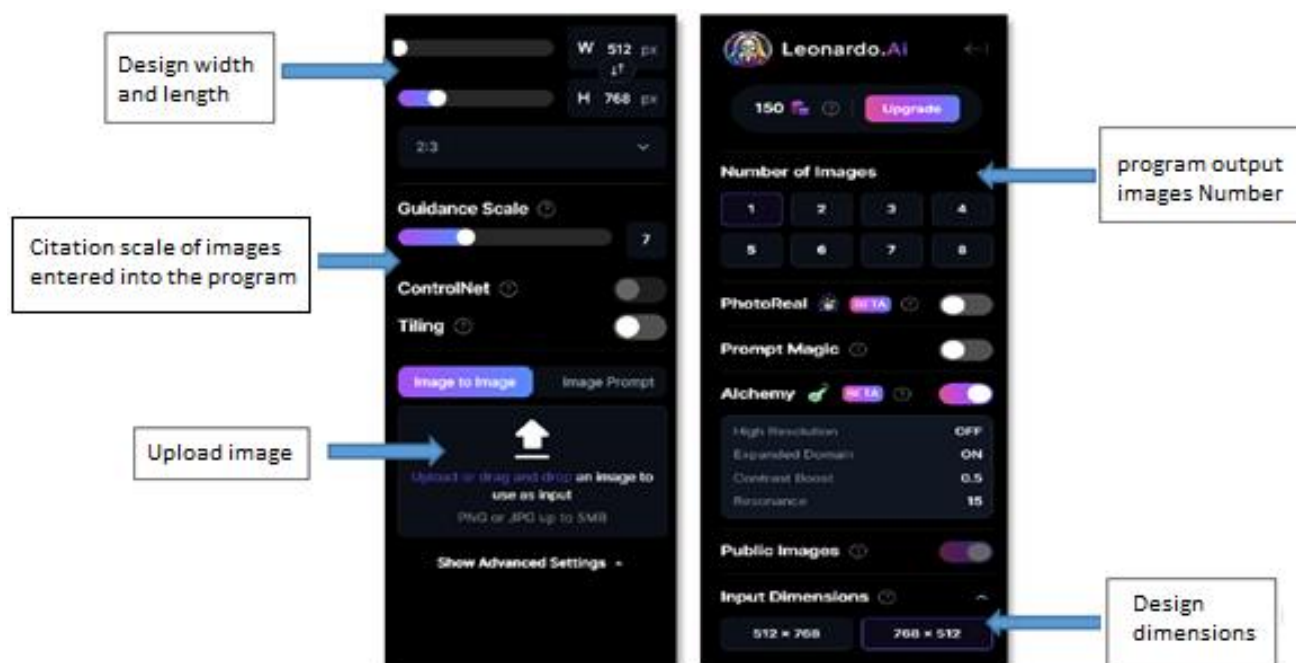 Design width
and length
Citation scale of images
entered into the program
Upload image
W 512 px
H 768 px
2:3
Guidance Scale
7
ControlNet
Tiling
Image to Image
Image Prompt
Upload or drag and drop an image to
use as input
PNG or JPG up to 5MB
Show Advanced Settings
Leonardo.Ai
150
Upgrade
Number of Images
1 2 3 4
5 6 7 8
PhotoReal BETA
Prompt Magic
Alchemy BETA
High Resolution OFF
Expanded Domain ON
Contrast Boost 0.5
Resonance 15
Public Images
Input Dimensions
512 × 768
768 × 512
program output
images Number
Design
dimensions